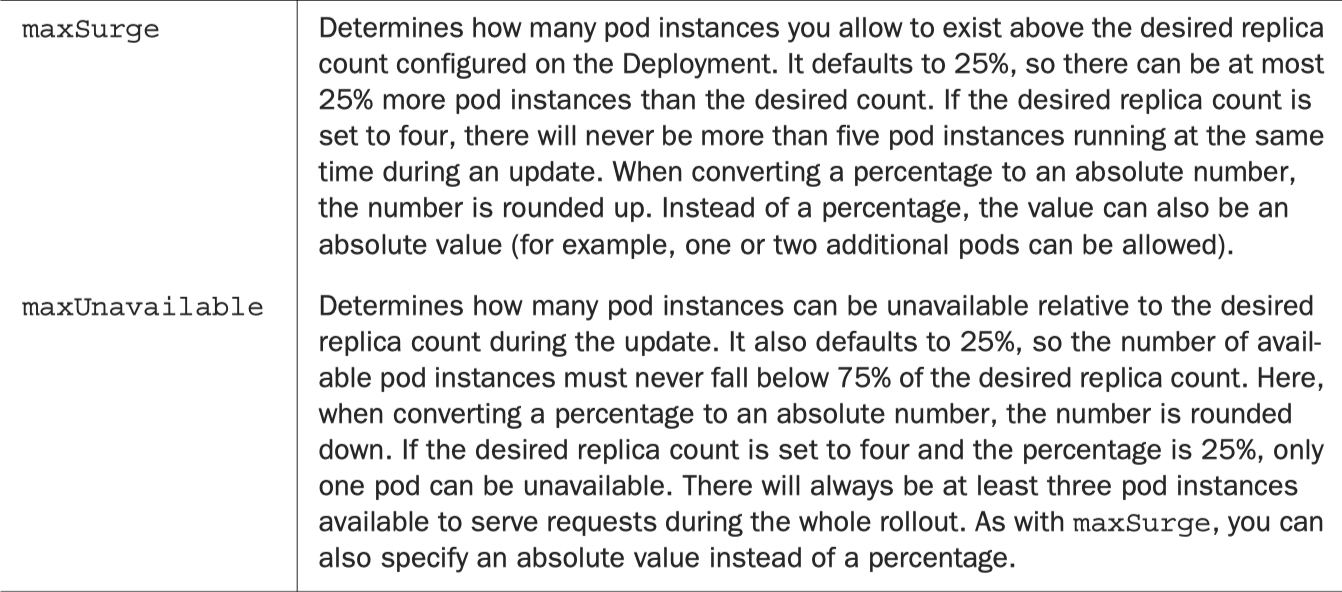 maxSurge
Determines how many pod instances you allow to exist above the desired replica
count configured on the Deployment. It defaults to 25%, so there can be at most
25% more pod instances than the desired count. If the desired replica count is
set to four, there will never be more than five pod instances running at the same
time during an update. When converting a percentage to an absolute number,
the number is rounded up. Instead of a percentage, the value can also be an
absolute value (for example, one or two additional pods can be allowed).
maxUnavailable
Determines how many pod instances can be unavailable relative to the desired
replica count during the update. It also defaults to 25%, so the number of avail-
able pod instances must never fall below 75% of the desired replica count. Here,
when converting a percentage to an absolute number, the number is rounded
down. If the desired replica count is set to four and the percentage is 25%, only
one pod can be unavailable. There will always be at least three pod instances
available to serve requests during the whole rollout. As with maxSurge, you can
also specify an absolute value instead of a percentage.